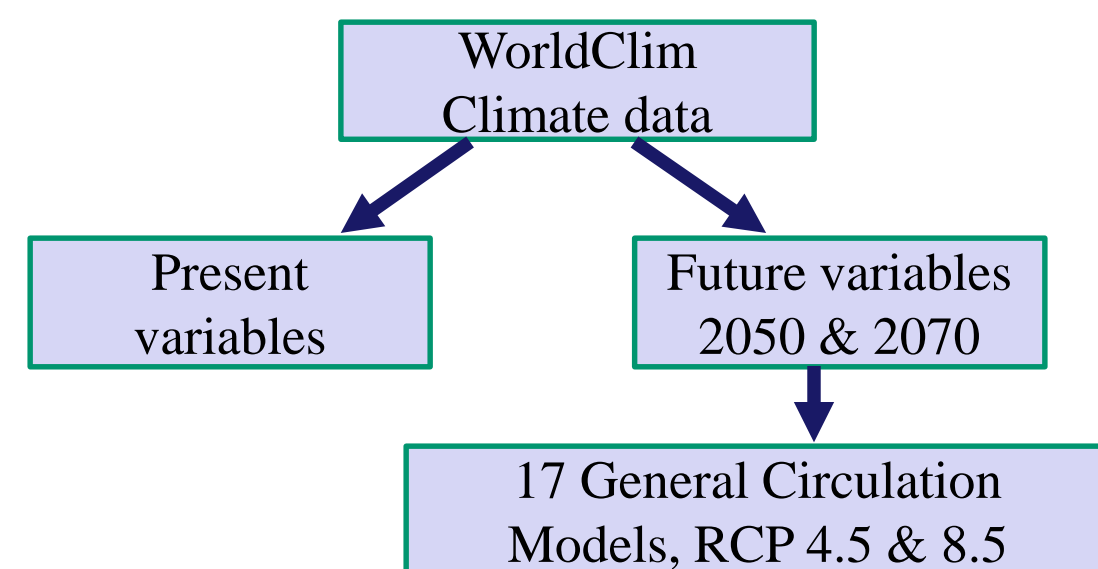 WorldClim
Climate data
Present
variables
Future variables
2050 & 2070
17 General Circulation
Models, RCP 4.5 & 8.5